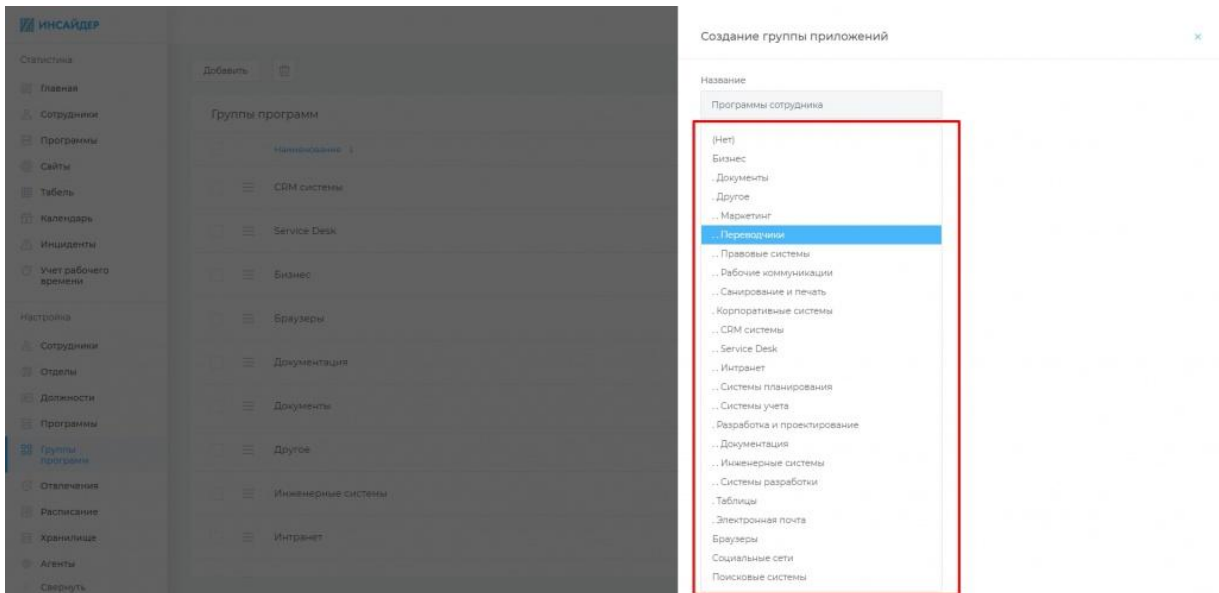 ИНСАЙДЕР
Статистика
Главная
Сотрудники
Программы
Сайты
Табель
Календарь
Инциденты
Учет рабочего
времени
Настройка
Сотрудники
Отделы
Должности
Программы
Группы
программ
Отвлечения
Расписание
Хранилище
Агенты
Свернуть
Добавить
Группы программ
Наименование
CRM системы
Service Desk
Бизнес
Браузеры
Документация
Документы
Другое
Инженерные системы
Интранет
Создание группы приложений
Название
Программы сотрудника
(Нет)
Бизнес
. Документы
. Другое
. . Маркетинг
. . Переводчики
. . Правовые системы
. . Рабочие коммуникации
. . Санирование и печать
. Корпоративные системы
. . CRM системы
. . Service Desk
. . Интранет
. . Системы планирования
. . Системы учета
. Разработка и проектирование
. . Документация
. . Инженерные системы
. . Системы разработки
. Таблицы
. Электронная почта
Браузеры
Социальные сети
Поисковые системы